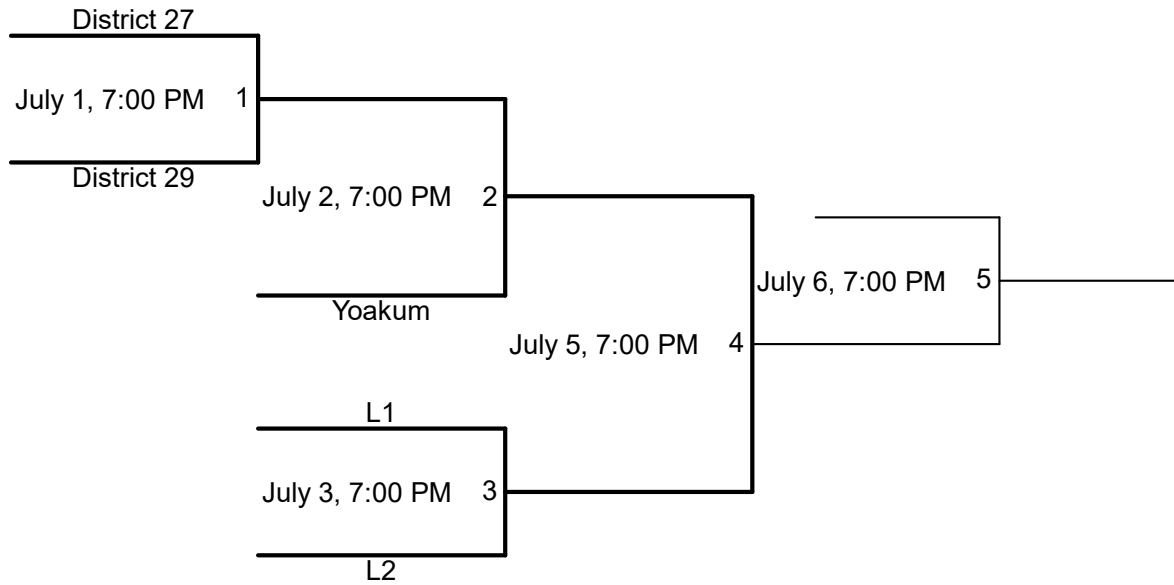 District 27
July 1, 7:00 PM 1
District 29
July 2, 7:00 PM 2
Yoakum
July 6, 7:00 PM 5
July 5, 7:00 PM 4
L1
July 3, 7:00 PM 3
L2